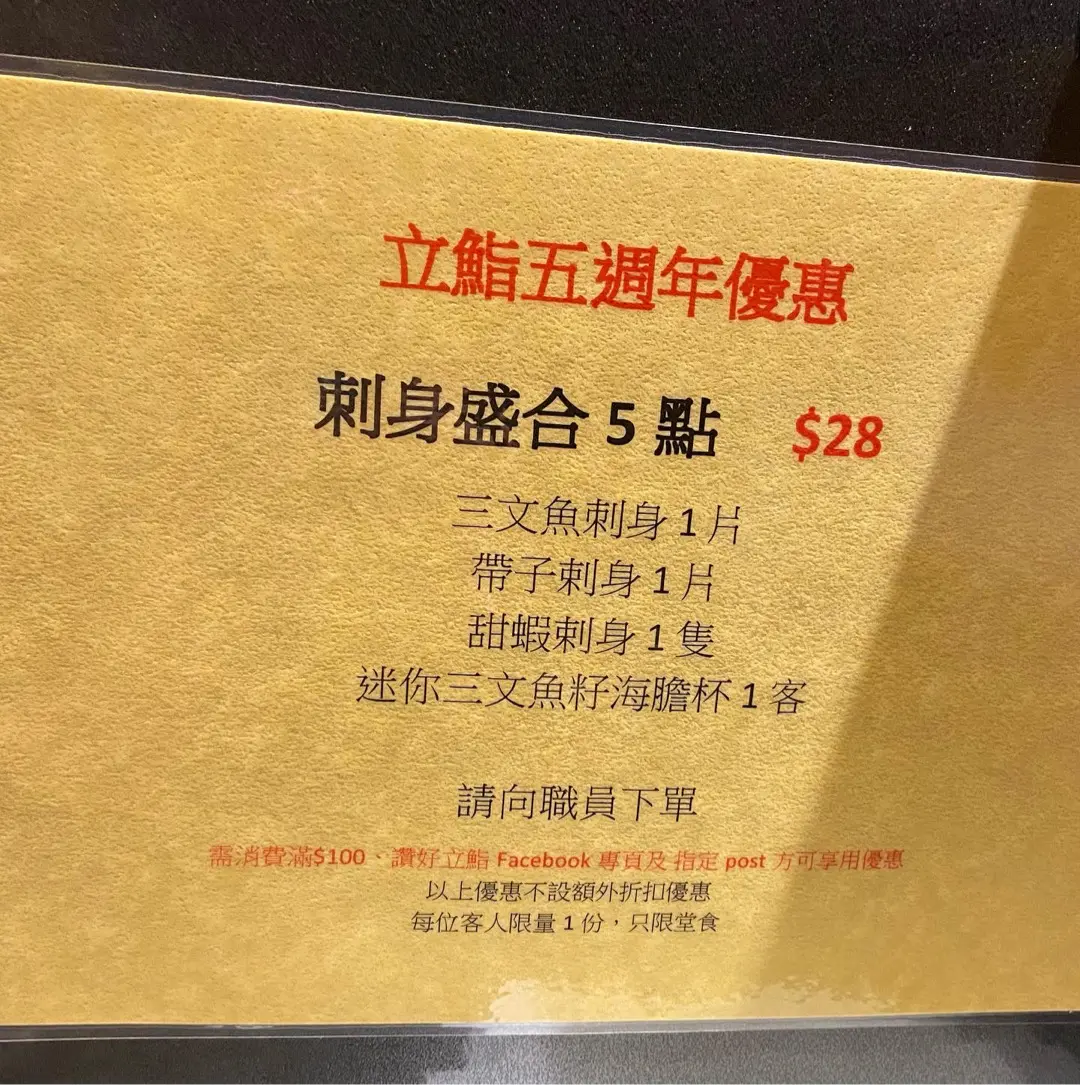 立鮨五週年優惠
刺身盛合 5 點 $28
三文魚刺身 1 片
帶子刺身 1 片
甜蝦刺身 1 隻
迷你三文魚籽海膽杯 1 客
請向職員下單
需消費滿$100、讚好立鮨 Facebook 專頁及 指定 post 方可享用優惠
以上優惠不設額外折扣優惠
每位客人限量 1 份，只限堂食